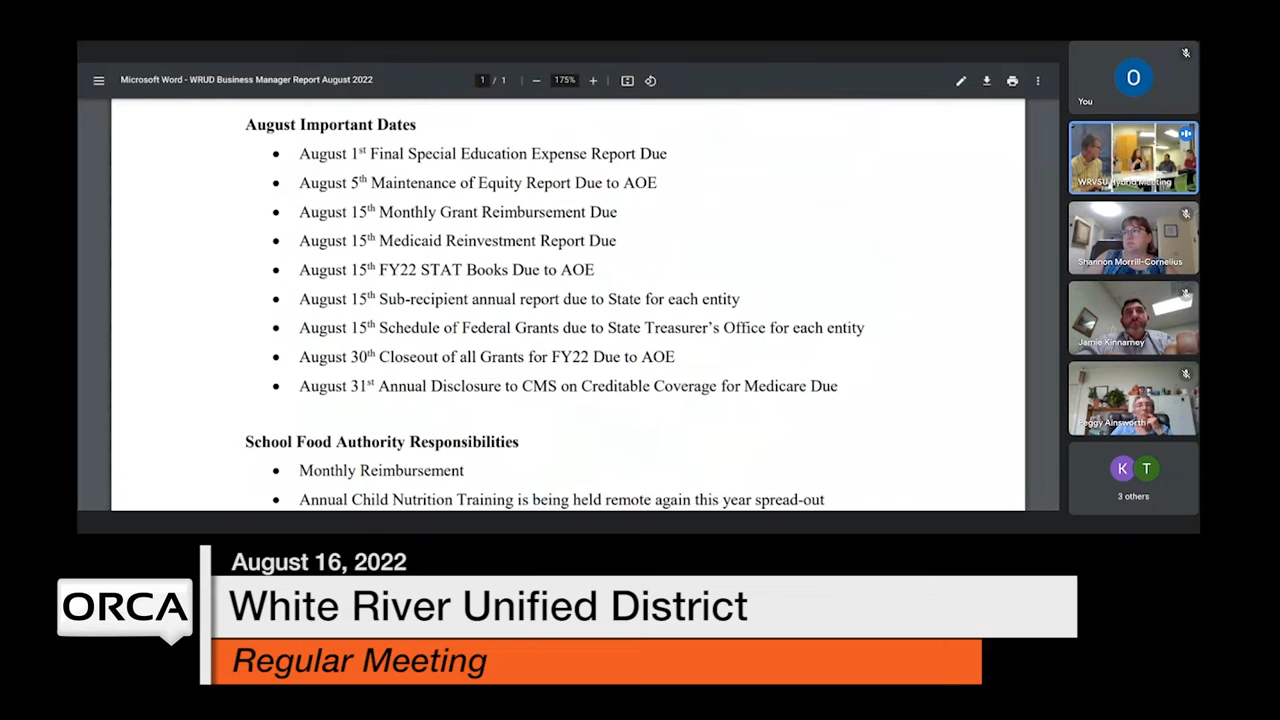 Microsoft Word - WRUD Business Manager Report August 2022
1 / 1
175%
August Important Dates
• August 1st Final Special Education Expense Report Due
• August 5th Maintenance of Equity Report Due to AOE
• August 15th Monthly Grant Reimbursement Due
• August 15th Medicaid Reinvestment Report Due
• August 15th FY22 STAT Books Due to AOE
• August 15th Sub-recipient annual report due to State for each entity
• August 15th Schedule of Federal Grants due to State Treasurer's Office for each entity
• August 30th Closeout of all Grants for FY22 Due to AOE
• August 31st Annual Disclosure to CMS on Creditable Coverage for Medicare Due
School Food Authority Responsibilities
• Monthly Reimbursement
• Annual Child Nutrition Training is being held remote again this year spread-out
O
You
WRVSU Hybrid Meeting
Shannon Morrill-Cornelius
Jamie Kinnarney
Peggy Ainsworth
K T
3 others
August 16, 2022
ORCA
White River Unified District
Regular Meeting